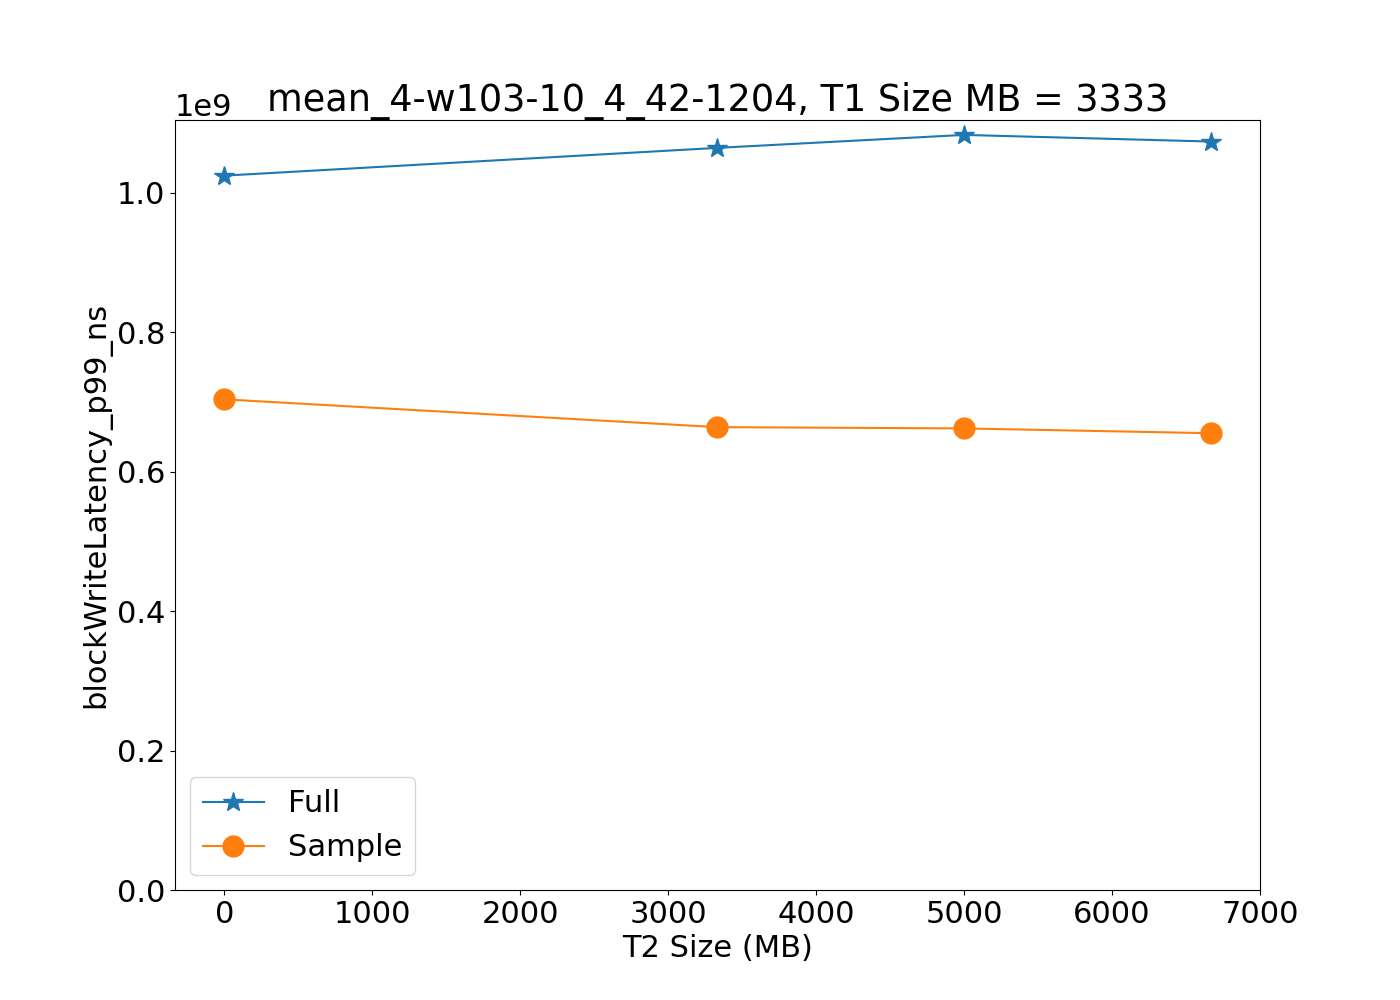 mean_4-w103-10_4_42-1204, T1 Size MB = 3333
1e9
1.0
0.8
0.6
0.4
0.2
0.0
blockWriteLatency_p99_ns
Full
Sample
0 1000 2000 3000 4000 5000 6000 7000
T2 Size (MB)